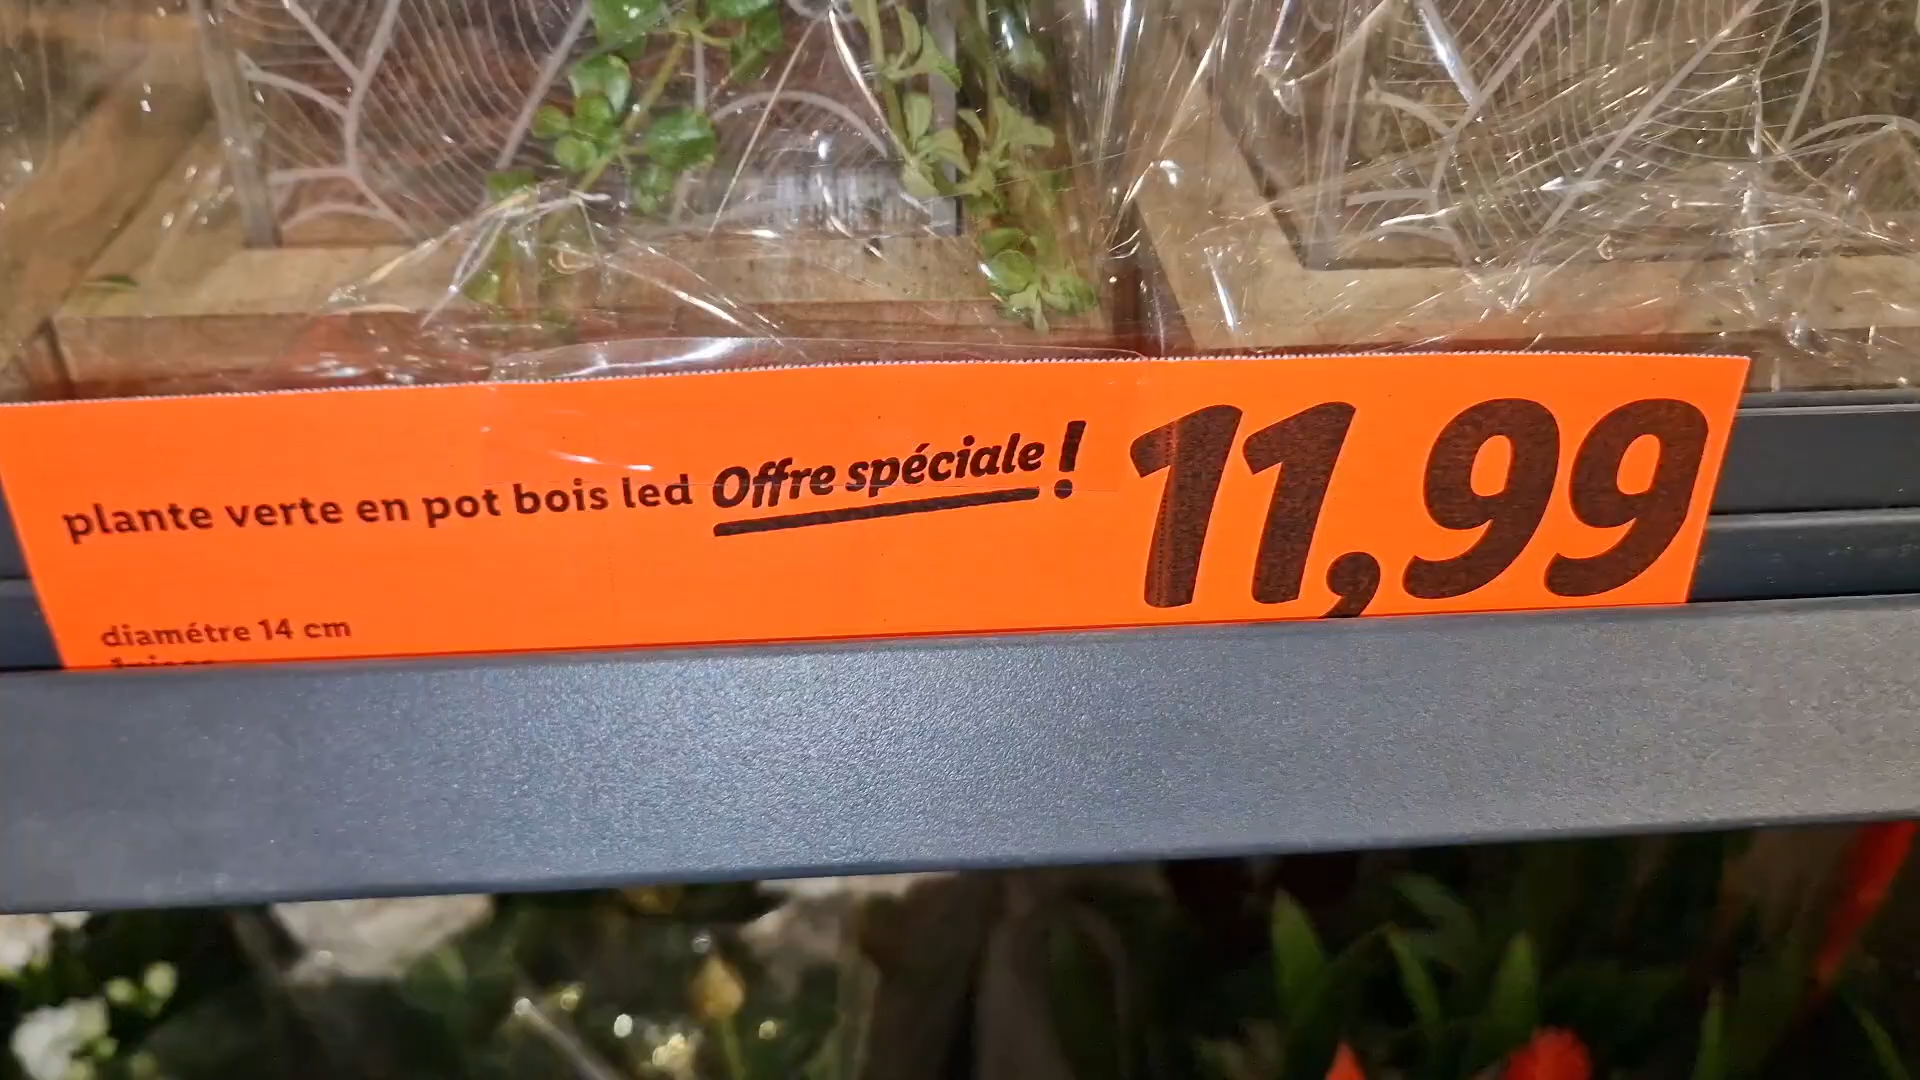 plante verte en pot bois led Offre spéciale ! 11,99
diamétre 14 cm